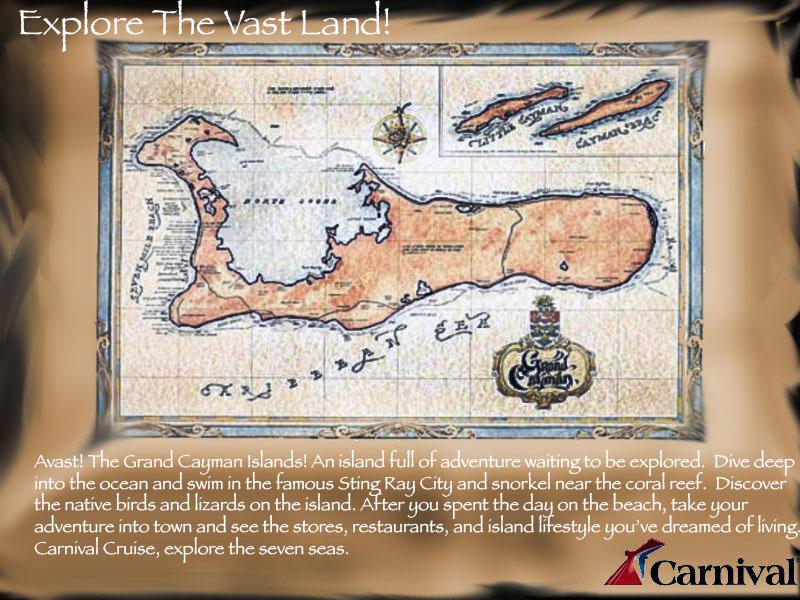 Explore The Vast Land!
LITTLE CAYMAN
CAYMAN BRAC
NORTH SOUND
CARIBBEAN SEA
Grand Cayman
Avast! The Grand Cayman Islands! An island full of adventure waiting to be explored. Dive deep
into the ocean and swim in the famous Sting Ray City and snorkel near the coral reef. Discover
the native birds and lizards on the island. After you spent the day on the beach, take your
adventure into town and see the stores, restaurants, and island lifestyle you've dreamed of living.
Carnival Cruise, explore the seven seas.
Carnival